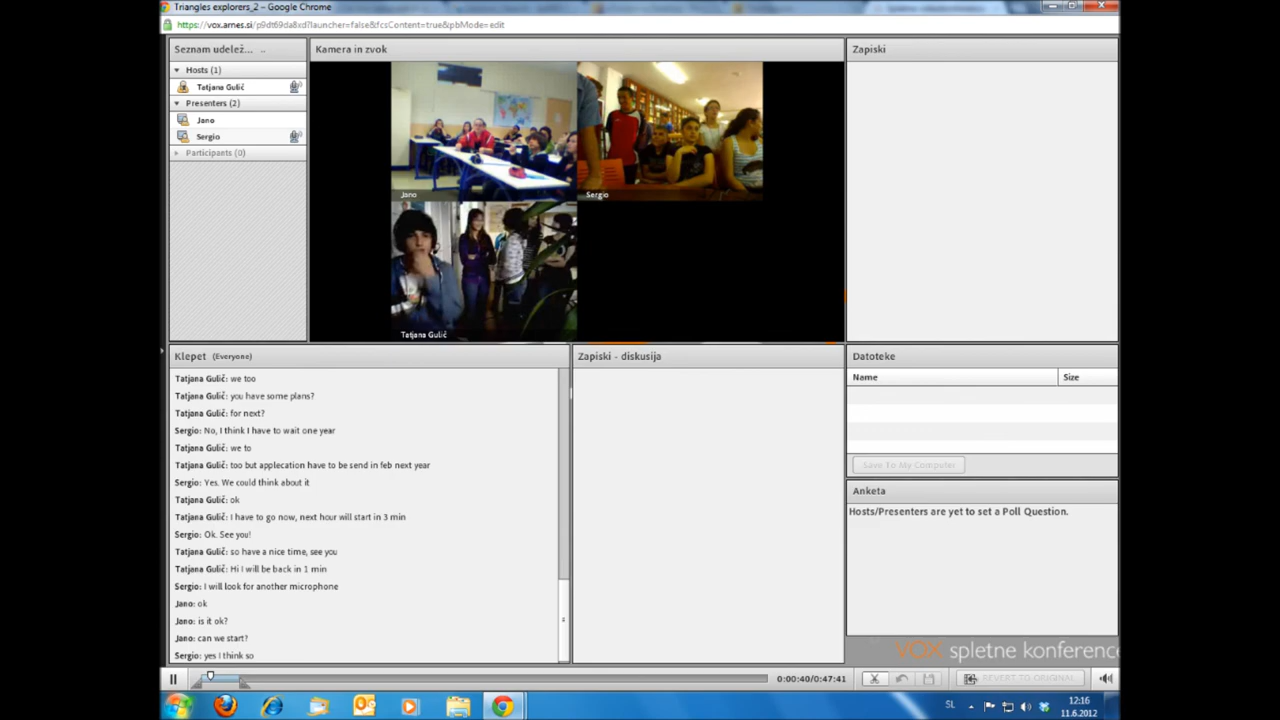 Triangles explorers_2 – Google Chrome
https://vox.arnes.si/p9dt69da8xd?launcher=false&fcsContent=true&pbMode=edit
Seznam udelež... ..
Hosts (1)
Tatjana Gulič
Presenters (2)
Jano
Sergio
Participants (0)
Kamera in zvok
Jano
Sergio
Tatjana Gulič
Zapiski
Klepet (Everyone)
Tatjana Gulič: we too
Tatjana Gulič: you have some plans?
Tatjana Gulič: for next?
Sergio: No, I think I have to wait one year
Tatjana Gulič: we to
Tatjana Gulič: too but applecation have to be send in feb next year
Sergio: Yes. We could think about it
Tatjana Gulič: ok
Tatjana Gulič: I have to go now, next hour will start in 3 min
Sergio: Ok. See you!
Tatjana Gulič: so have a nice time, see you
Tatjana Gulič: Hi I will be back in 1 min
Sergio: I will look for another microphone
Jano: ok
Jano: is it ok?
Jano: can we start?
Sergio: yes I think so
Zapiski - diskusija
Datoteke
Name Size
Save To My Computer
Anketa
Hosts/Presenters are yet to set a Poll Question.
VOX spletne konference
0:00:40/0:47:41
REVERT TO ORIGINAL
SL
12:16
11.6.2012